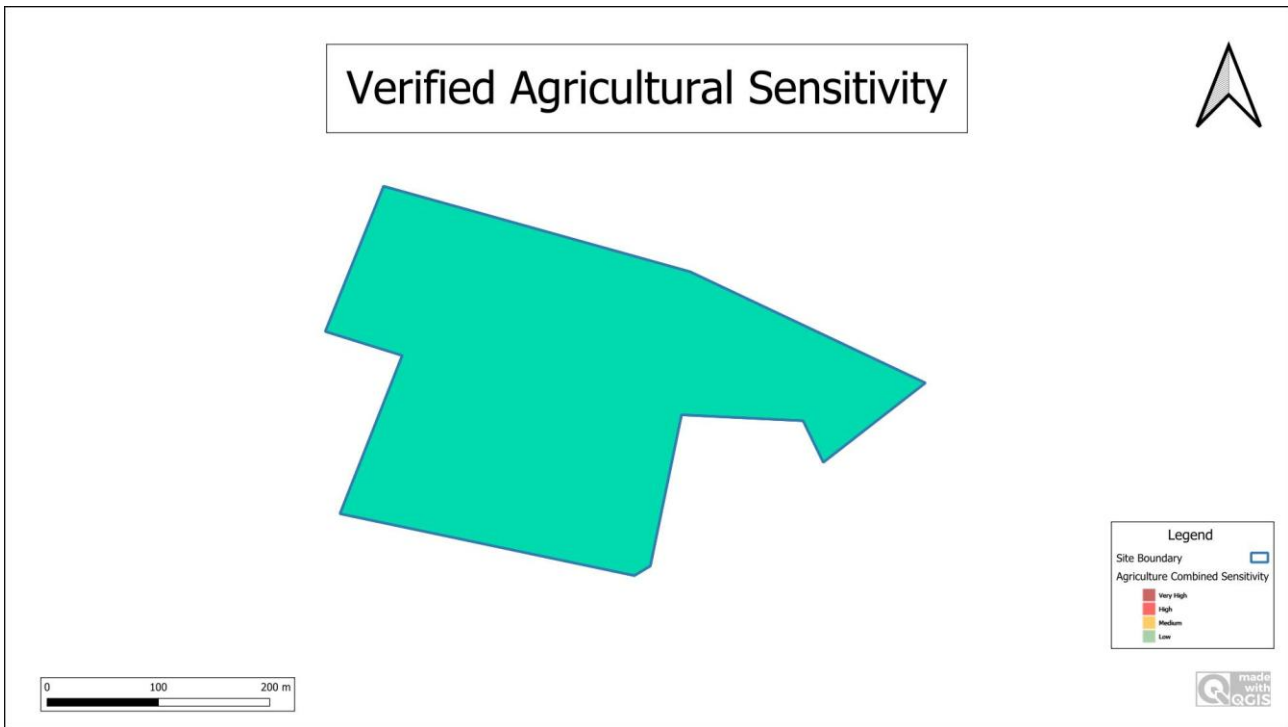 Verified Agricultural Sensitivity
Legend
Site Boundary
Agriculture Combined Sensitivity
Very High
High
Medium
Low
0 100 200 m
made
with
QGIS